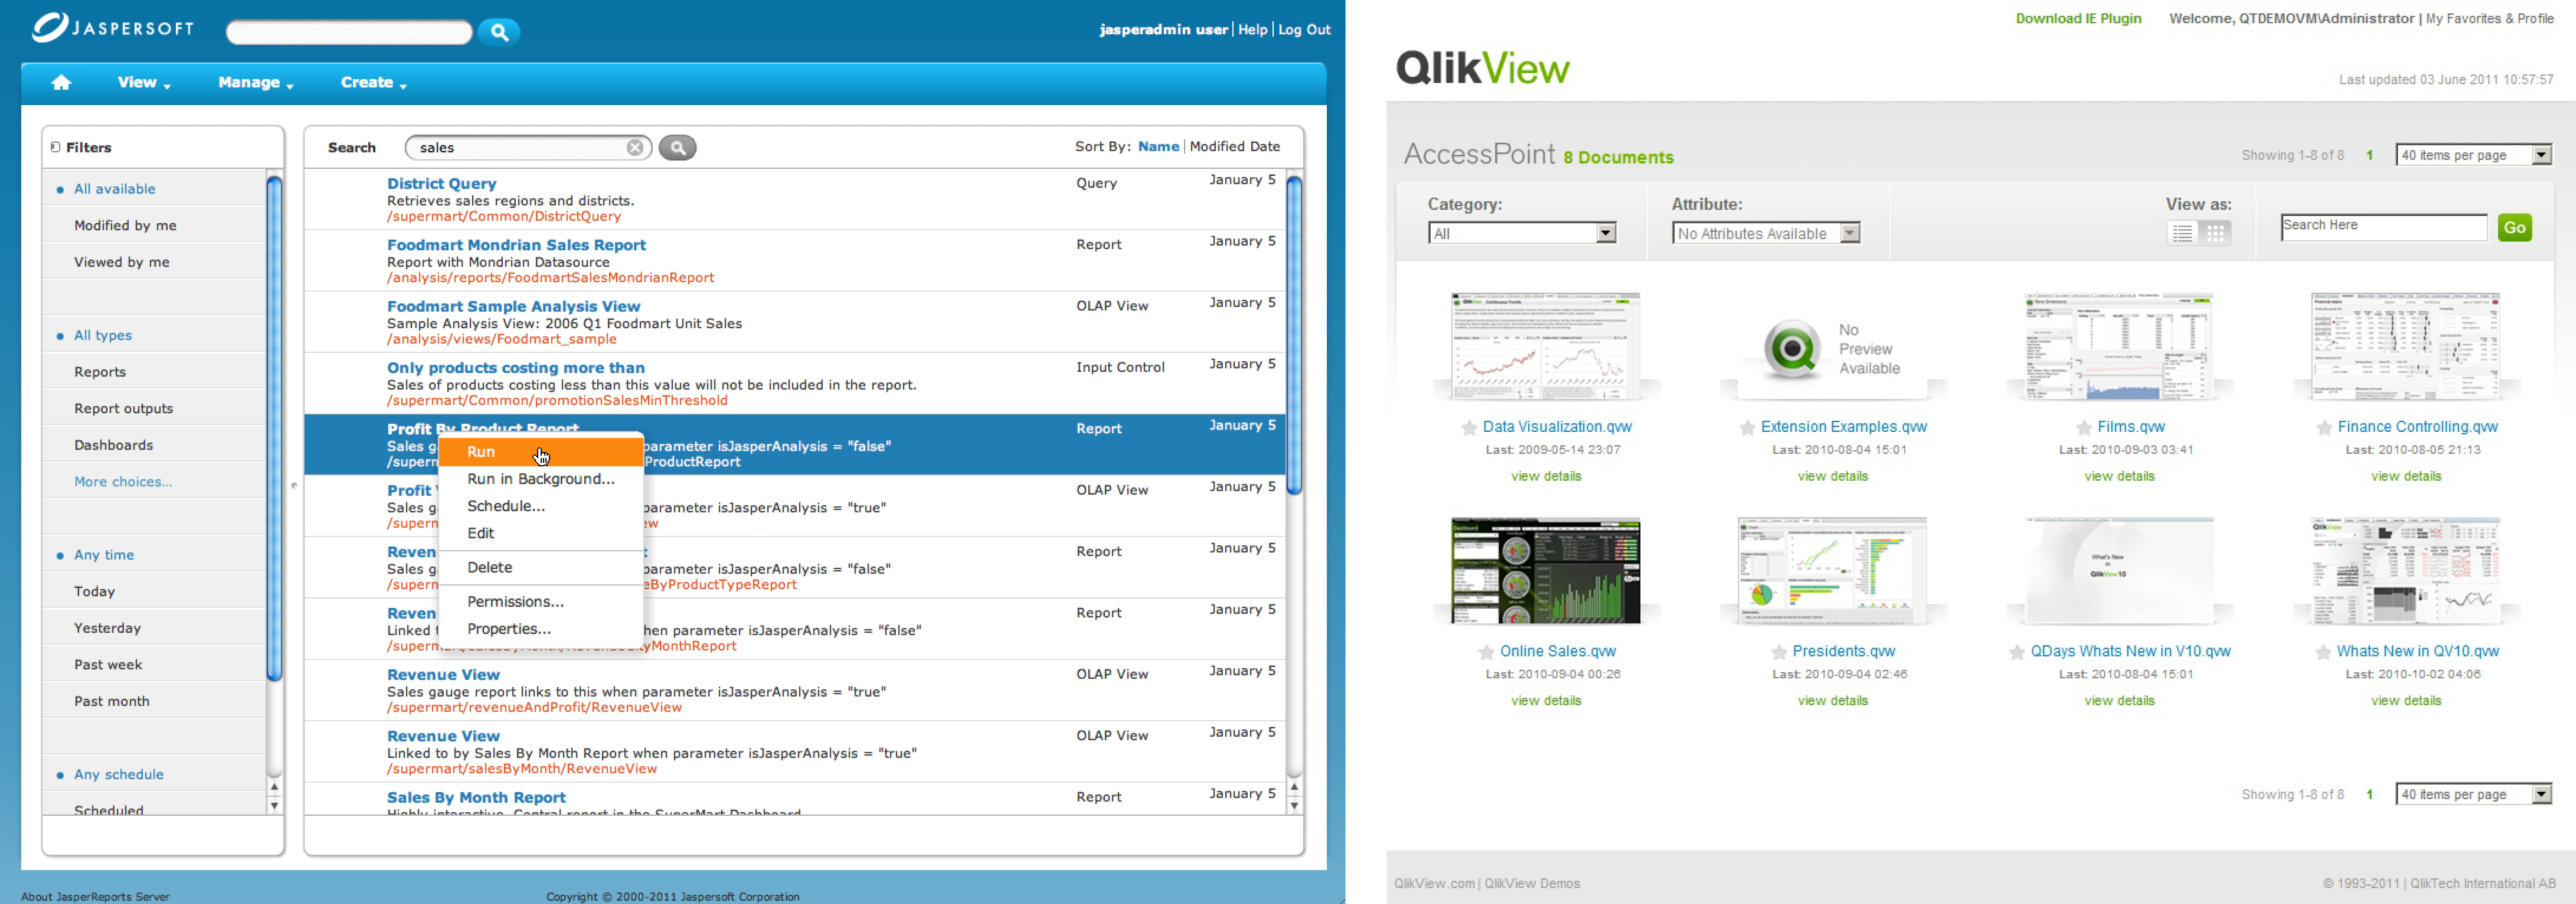 JASPERSOFT
jasperadmin user | Help | Log Out
View
Manage
Create
Filters
All available
Modified by me
Viewed by me
All types
Reports
Report outputs
Dashboards
More choices...
Any time
Today
Yesterday
Past week
Past month
Any schedule
Scheduled
Search
sales
Sort By: Name | Modified Date
District Query
Query
January 5
Retrieves sales regions and districts.
/supermart/Common/DistrictQuery
Foodmart Mondrian Sales Report
Report
January 5
Report with Mondrian Datasource
/analysis/reports/FoodmartSalesMondrianReport
Foodmart Sample Analysis View
OLAP View
January 5
Sample Analysis View: 2006 Q1 Foodmart Unit Sales
/analysis/views/Foodmart_sample
Only products costing more than
Input Control
January 5
Sales of products costing less than this value will not be included in the report.
/supermart/Common/promotionSalesMinThreshold
Profit By Product Report
Report
January 5
Sales g
parameter isJasperAnalysis = "false"
/superm
ProductReport
Profit
OLAP View
January 5
Sales g
parameter isJasperAnalysis = "true"
/superm
ew
Reven
Report
January 5
Sales g
parameter isJasperAnalysis = "false"
/superm
eByProductTypeReport
Reven
Report
January 5
Linked t
hen parameter isJasperAnalysis = "false"
/superm
yMonthReport
Run
Run in Background...
Schedule...
Edit
Delete
Permissions...
Properties...
Revenue View
OLAP View
January 5
Sales gauge report links to this when parameter isJasperAnalysis = "true"
/supermart/revenueAndProfit/RevenueView
Revenue View
OLAP View
January 5
Linked to by Sales By Month Report when parameter isJasperAnalysis = "true"
/supermart/salesByMonth/RevenueView
Sales By Month Report
Report
January 5
Highly interactive. Central report in the SuperMart Dashboard
About JasperReports Server
Copyright © 2000-2011 Jaspersoft Corporation
Download IE Plugin
Welcome, QTDEMOVM\Administrator | My Favorites & Profile
QlikView
Last updated 03 June 2011 10:57:57
AccessPoint 8 Documents
Showing 1-8 of 8 1
40 items per page
Category:
All
Attribute:
No Attributes Available
View as:
Search Here
Go
No
Preview
Available
Data Visualization.qvw
Last: 2009-05-14 23:07
view details
Extension Examples.qvw
Last: 2010-08-04 15:01
view details
Films.qvw
Last: 2010-09-03 03:41
view details
Finance Controlling.qvw
Last: 2010-08-05 21:13
view details
What's New
in
QlikView 10
Online Sales.qvw
Last: 2010-09-04 00:26
view details
Presidents.qvw
Last: 2010-09-04 02:46
view details
QDays Whats New in V10.qvw
Last: 2010-08-04 15:01
view details
Whats New in QV10.qvw
Last: 2010-10-02 04:06
view details
Showing 1-8 of 8 1
40 items per page
QlikView.com | QlikView Demos
© 1993-2011 | QlikTech International AB